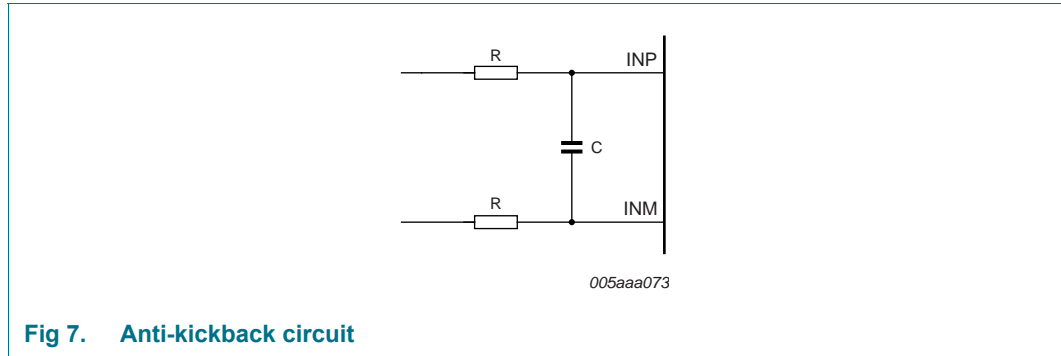 R
INP
C
R
INM
005aaa073
Fig 7. Anti-kickback circuit